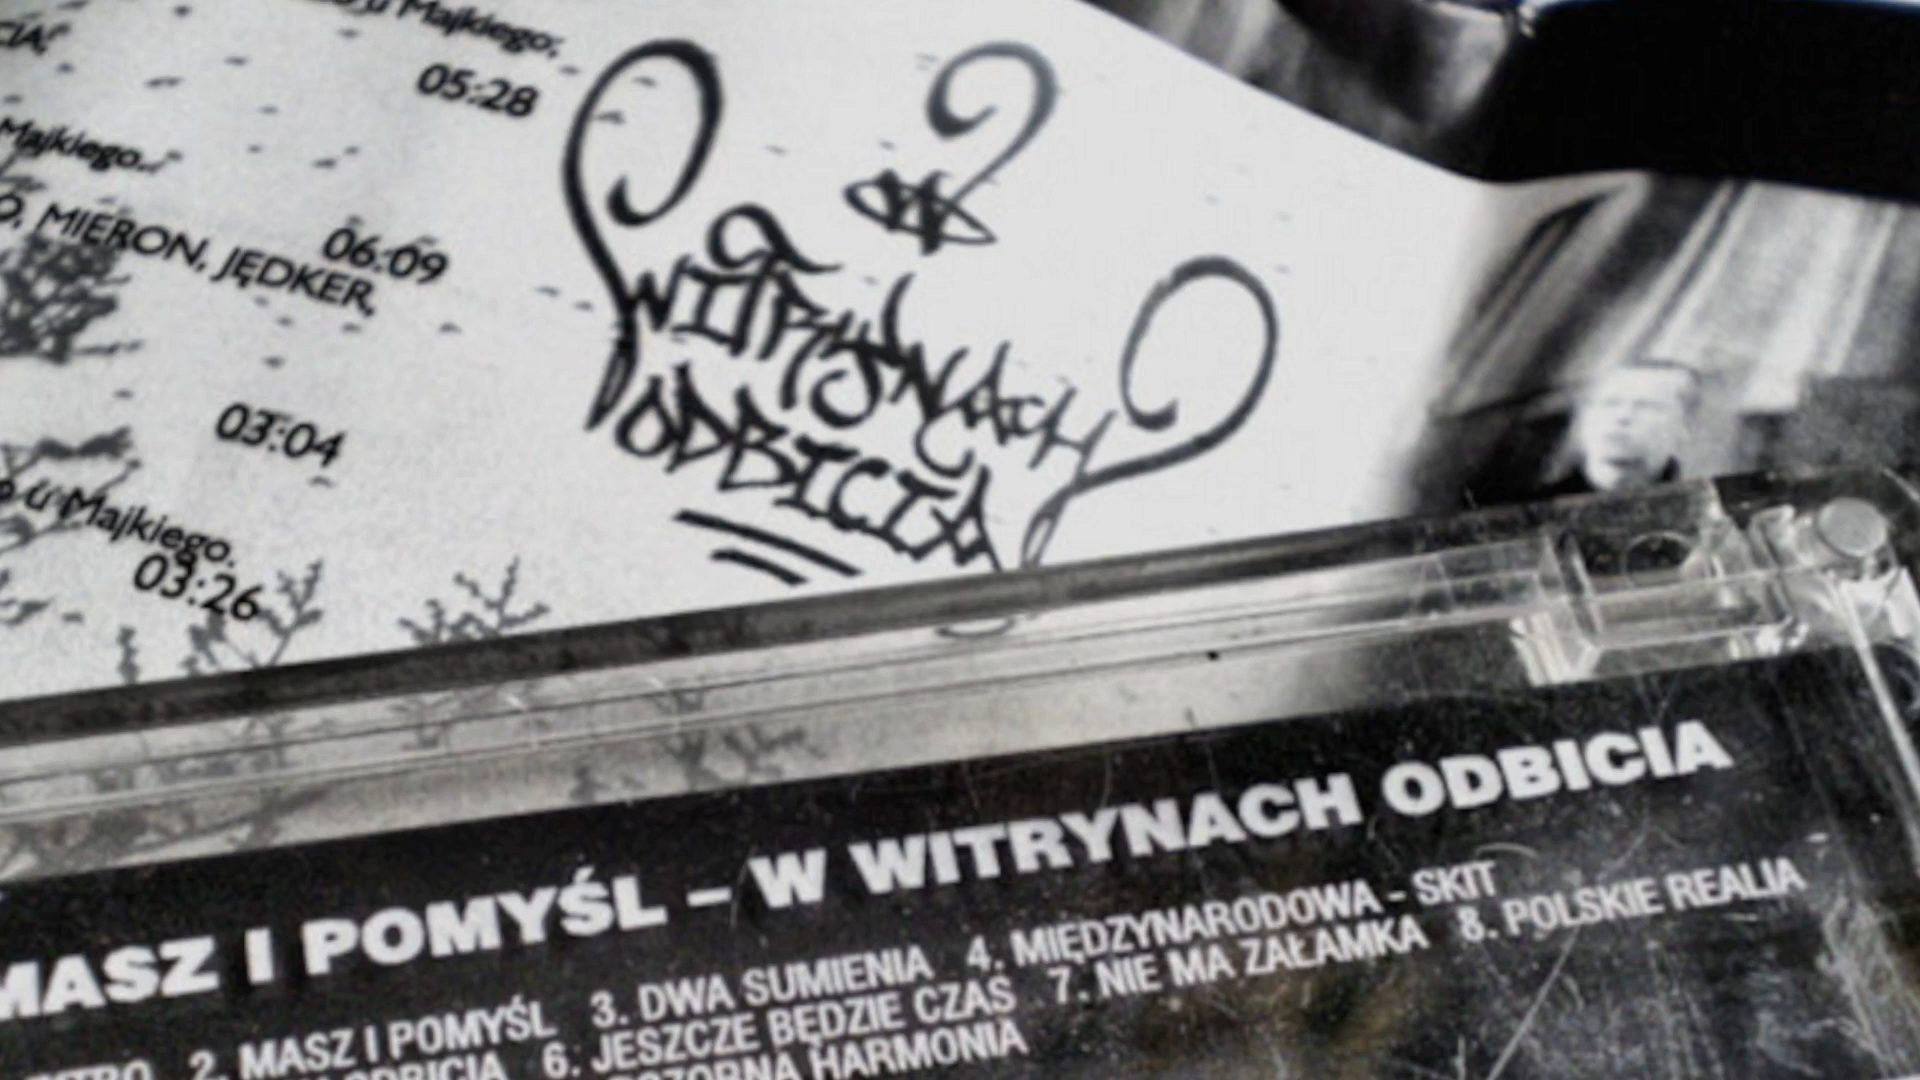 u Majkiego,
05:28
Majkiego..
06:09
MIERON, JĘDKER,
03:04
u Majkiego.
03:26
WITRYNACH
ODBICIA
MASZ I POMYŚL – W WITRYNACH ODBICIA
2. MASZ I POMYŚL 3. DWA SUMIENIA 4. MIĘDZYNARODOWA - SKIT
ODBICIA 6. JESZCZE BĘDZIE CZAS 7. NIE MA ZAŁAMKA 8. POLSKIE REALIA
HARMONIA